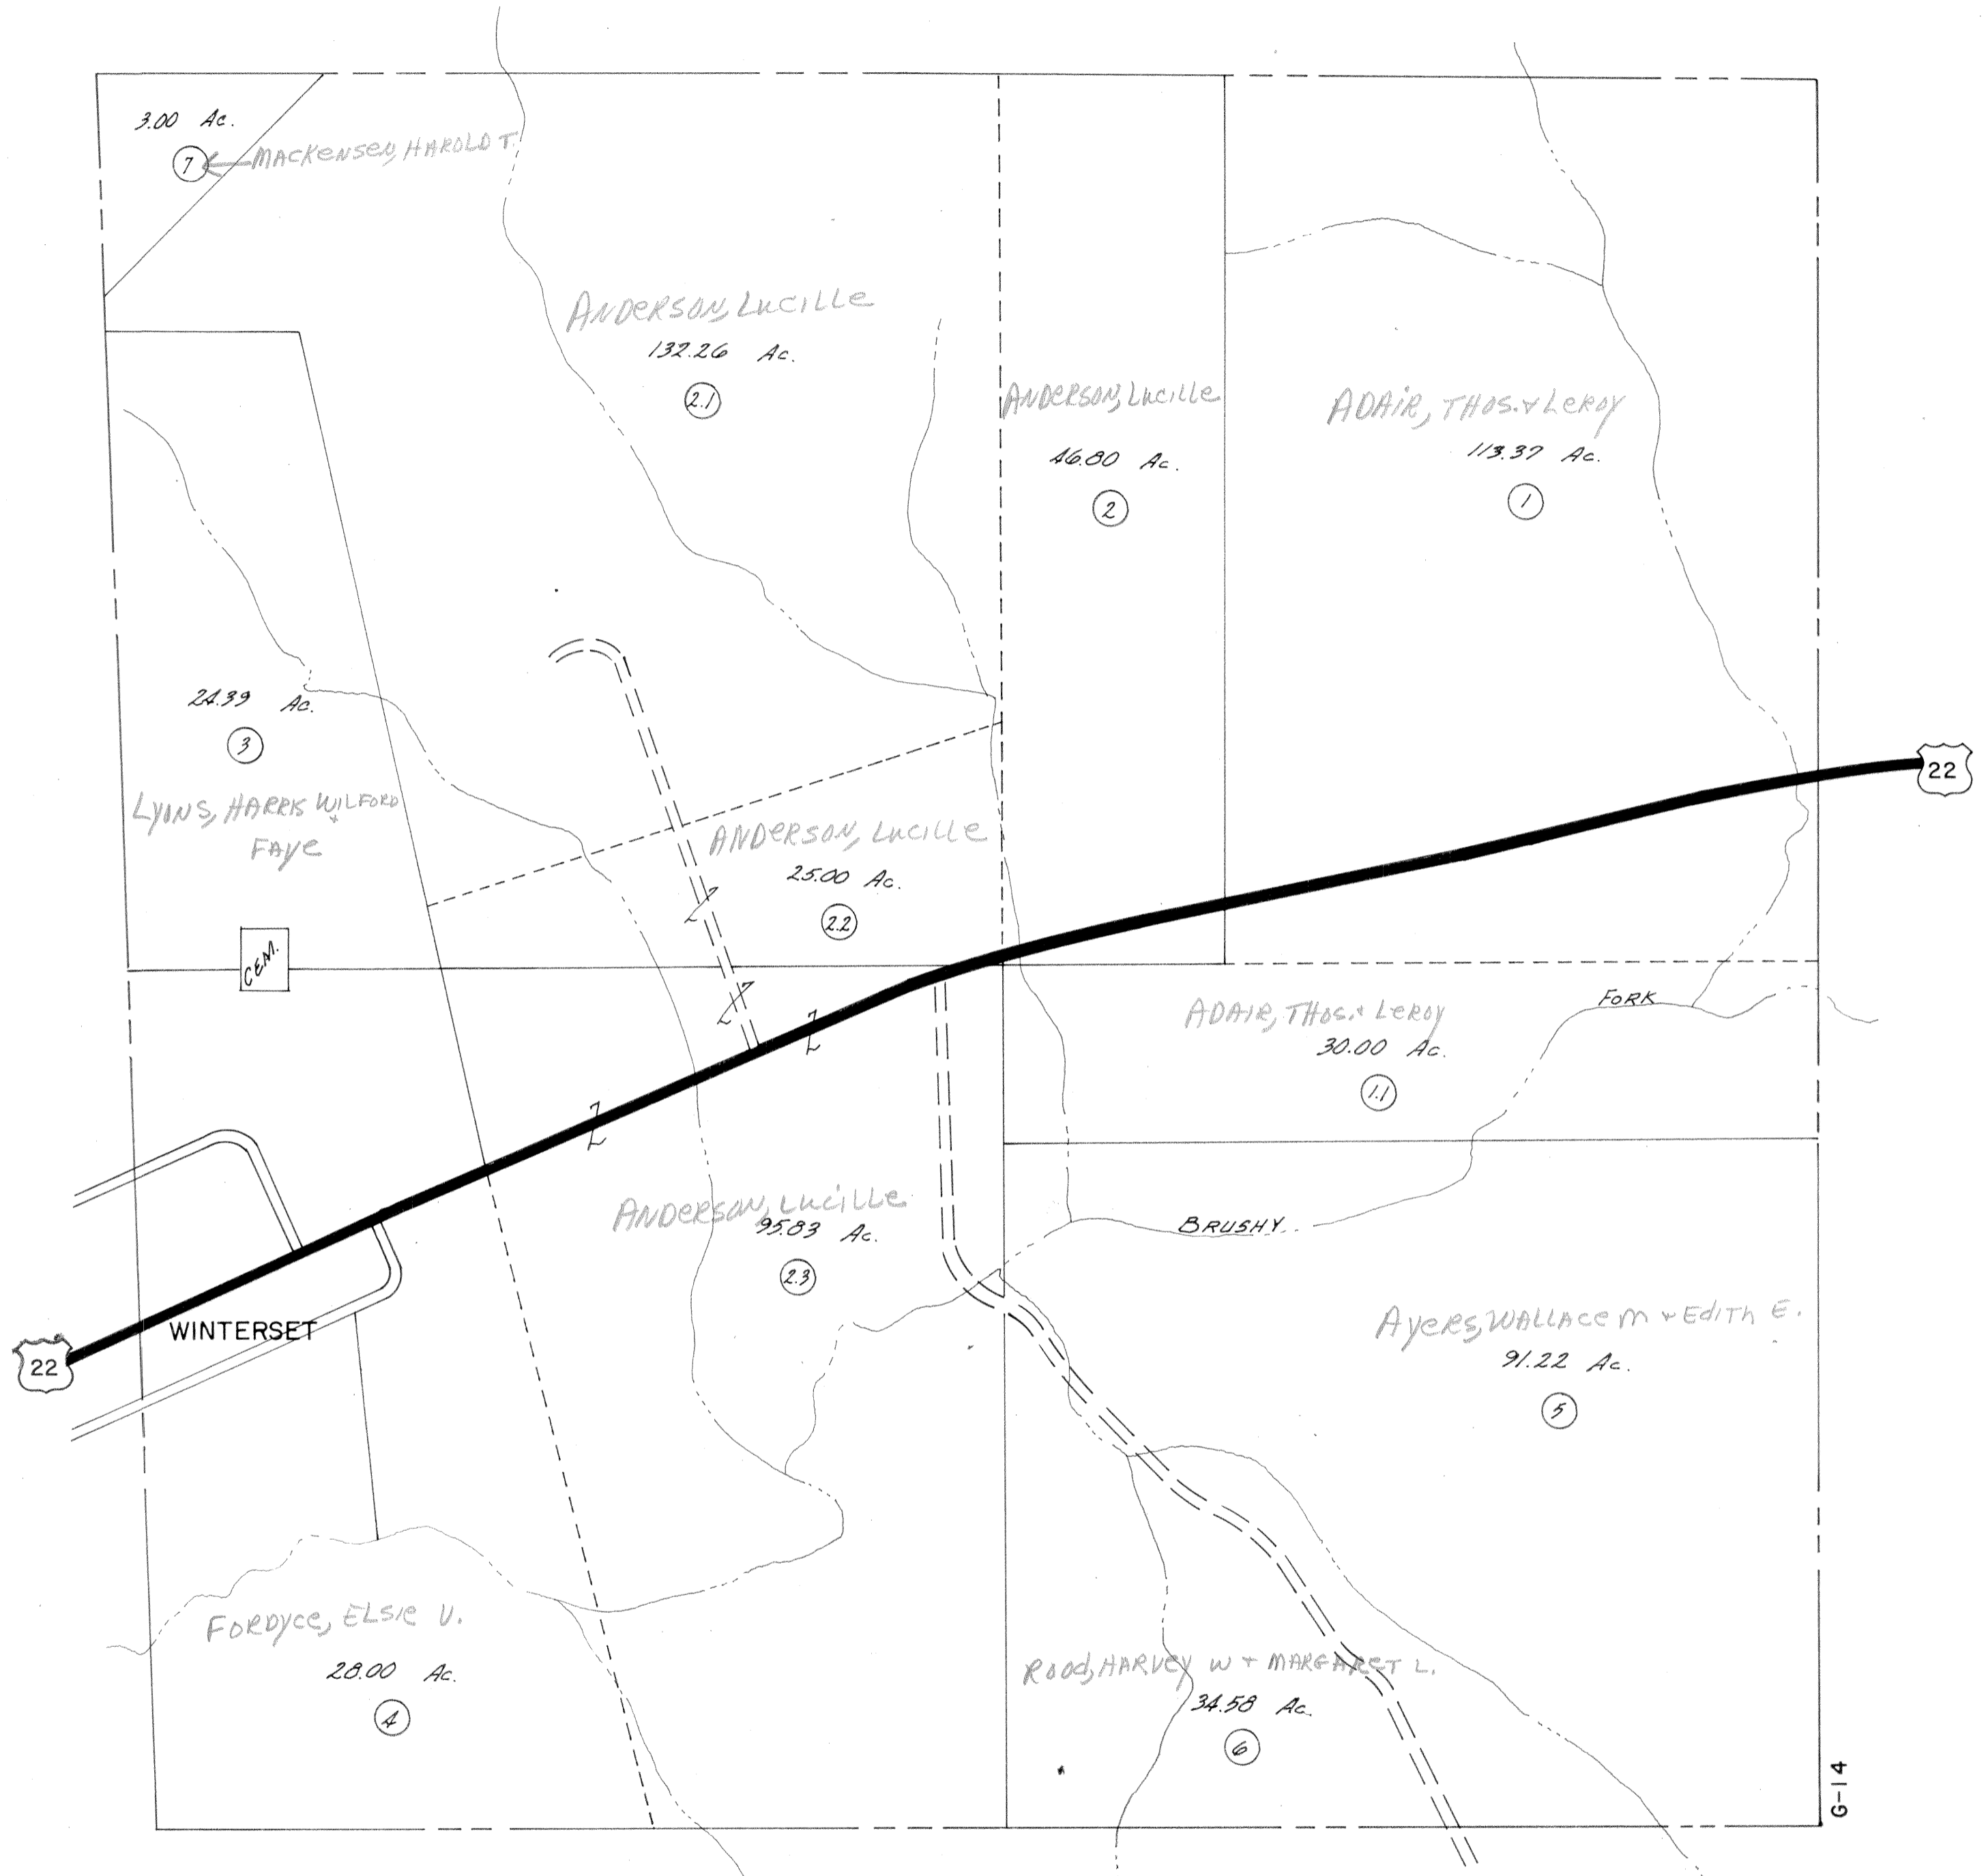 3.00 Ac.
7
MACKENSEN, HAROLD T.
ANDERSON, LUCILLE
132.26 Ac.
2.1
ANDERSON, LUCILLE
46.80 Ac.
2
ADAIR, THOS. + LEROY
113.37 Ac.
1
24.39 Ac.
3
LYONS, HARRIS WILFORD
+
FAYE
22
ANDERSON, LUCILLE
25.00 Ac.
2.2
CEM.
FORK
ADAIR, THOS. + LEROY
30.00 Ac.
1.1
ANDERSON, LUCILLE
95.83 Ac.
2.3
BRUSHY
WINTERSET
22
AYERS, WALLACE M + EDITH E.
91.22 Ac.
5
FORDYCE, ELSIE V.
28.00 Ac.
4
ROOD, HARVEY W + MARGARET L.
34.58 Ac.
6
G-14